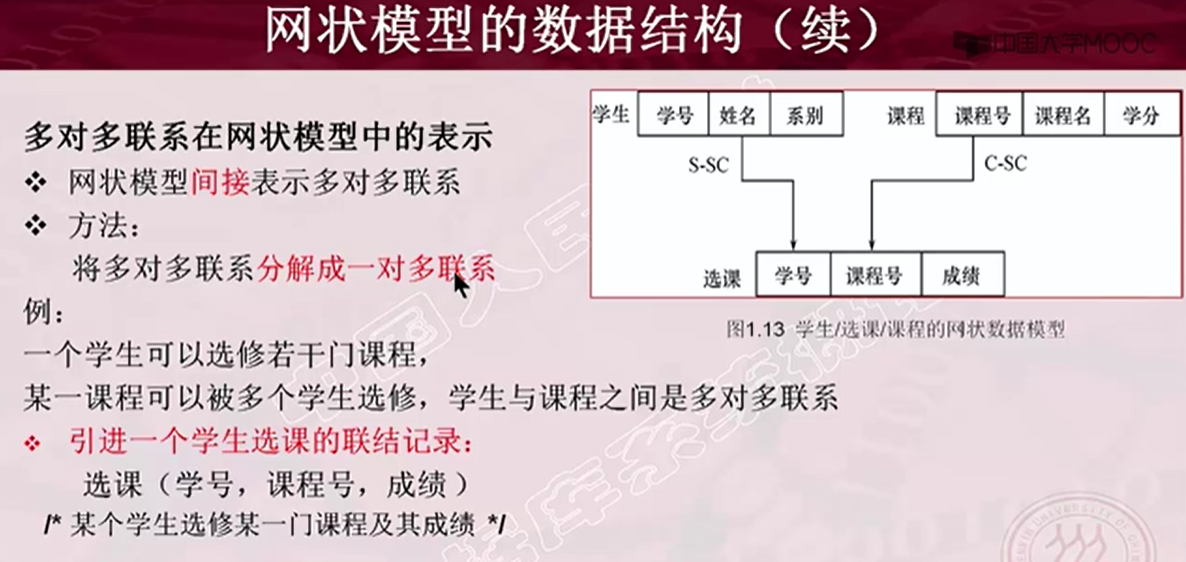 网状模型的数据结构（续）
中国大学MOOC
多对多联系在网状模型中的表示
❖ 网状模型间接表示多对多联系
❖ 方法：
将多对多联系分解成一对多联系
例：
一个学生可以选修若干门课程，
某一课程可以被多个学生选修，学生与课程之间是多对多联系
❖ 引进一个学生选课的联结记录：
选课（学号，课程号，成绩）
/* 某个学生选修某一门课程及其成绩 */
学生 学号 姓名 系别 课程 课程号 课程名 学分
S-SC C-SC
选课 学号 课程号 成绩
图1.13 学生/选课/课程的网状数据模型